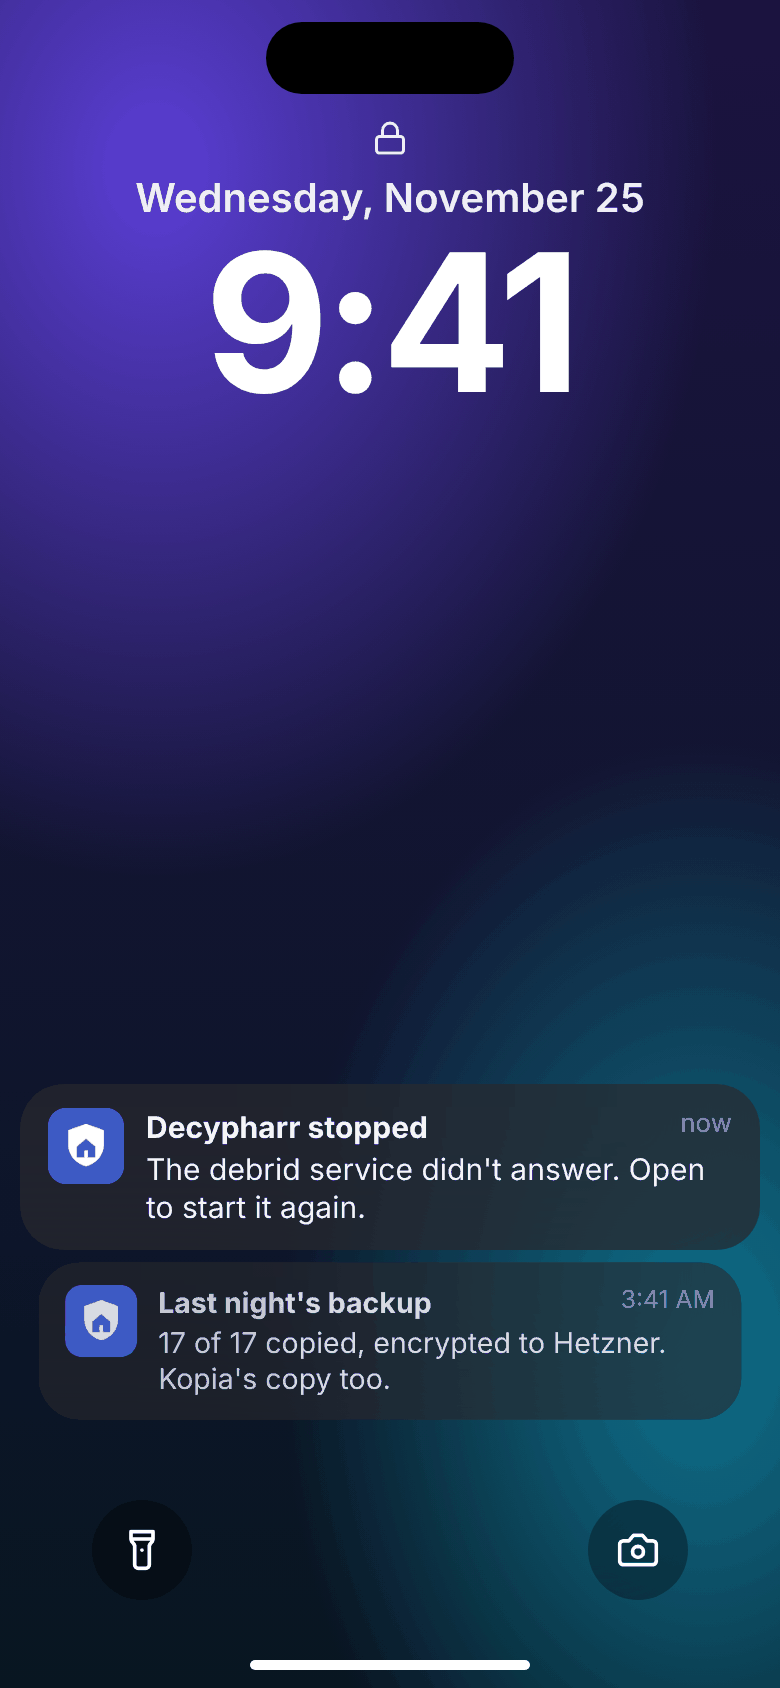 Wednesday, November 25
9:41
Decypharr stopped
now
The debrid service didn't answer. Open
to start it again.
Last night's backup
3:41 AM
17 of 17 copied, encrypted to Hetzner.
Kopia's copy too.